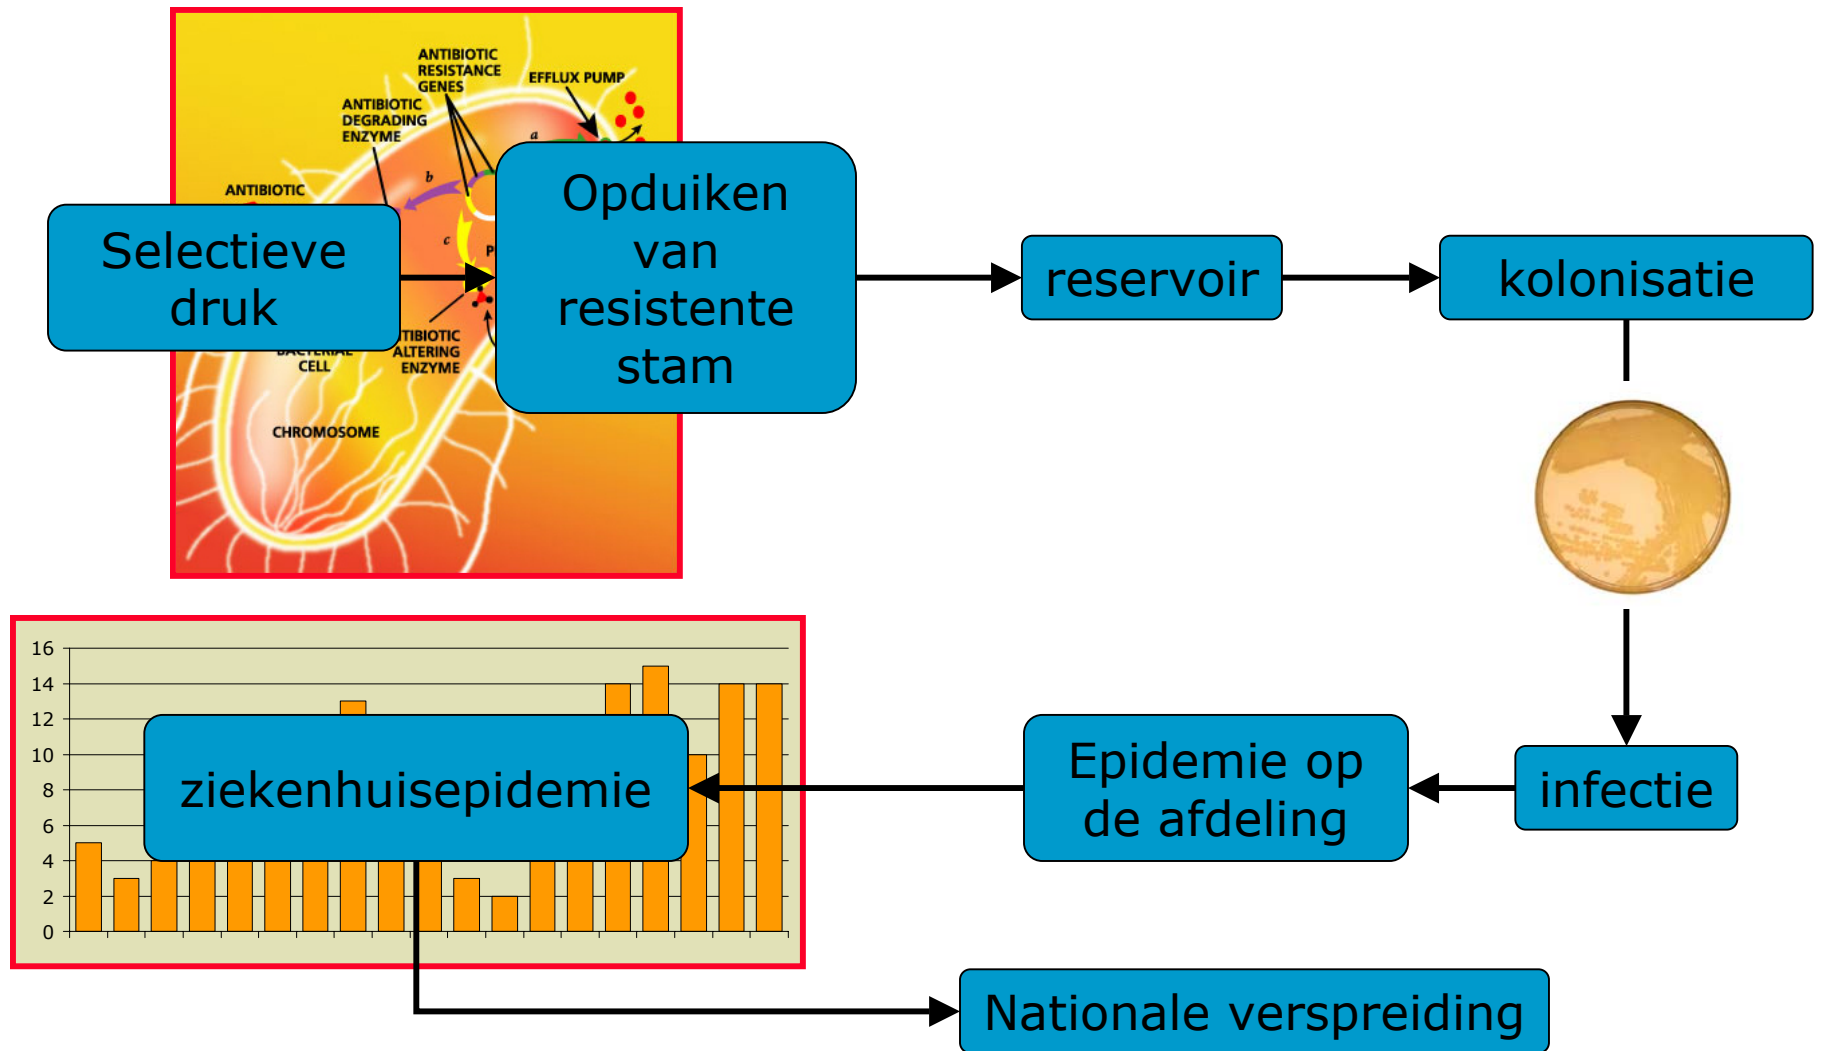 ANTIBIOTIC
RESISTANCE
GENES
EFFLUX PUMP
ANTIBIOTIC
DEGRADING
ENZYME
a
b
ANTIBIOTIC
c
Selectieve
druk
Opduiken
van
resistente
stam
reservoir
kolonisatie
BACTERIAL
CELL
ALTERING
ENZYME
CHROMOSOME
16
14
12
10
8
6
4
2
0
ziekenhuisepidemie
Epidemie op
de afdeling
infectie
Nationale verspreiding